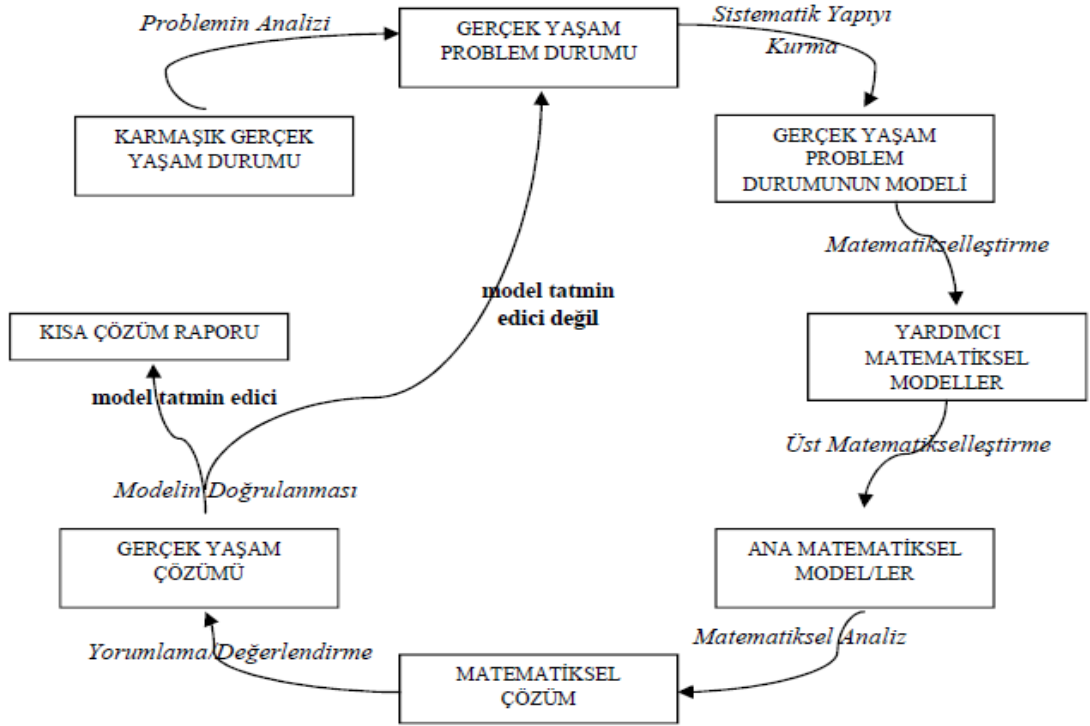 Problemin Analizi
GERÇEK YAŞAM
PROBLEM DURUMU
Sistematik Yapıyı
Kurma
KARMAŞIK GERÇEK
YAŞAM DURUMU
GERÇEK YAŞAM
PROBLEM
DURUMUNUN MODELİ
Matematikselleştirme
model tatmin
edici değil
KISA ÇÖZÜM RAPORU
YARDIMCI
MATEMATİKSEL
MODELLER
model tatmin edici
Üst Matematikselleştirme
Modelin Doğrulanması
GERÇEK YAŞAM
ÇÖZÜMÜ
ANA MATEMATİKSEL
MODEL/LER
Matematiksel Analiz
Yorumlama/Değerlendirme
MATEMATİKSEL
ÇÖZÜM